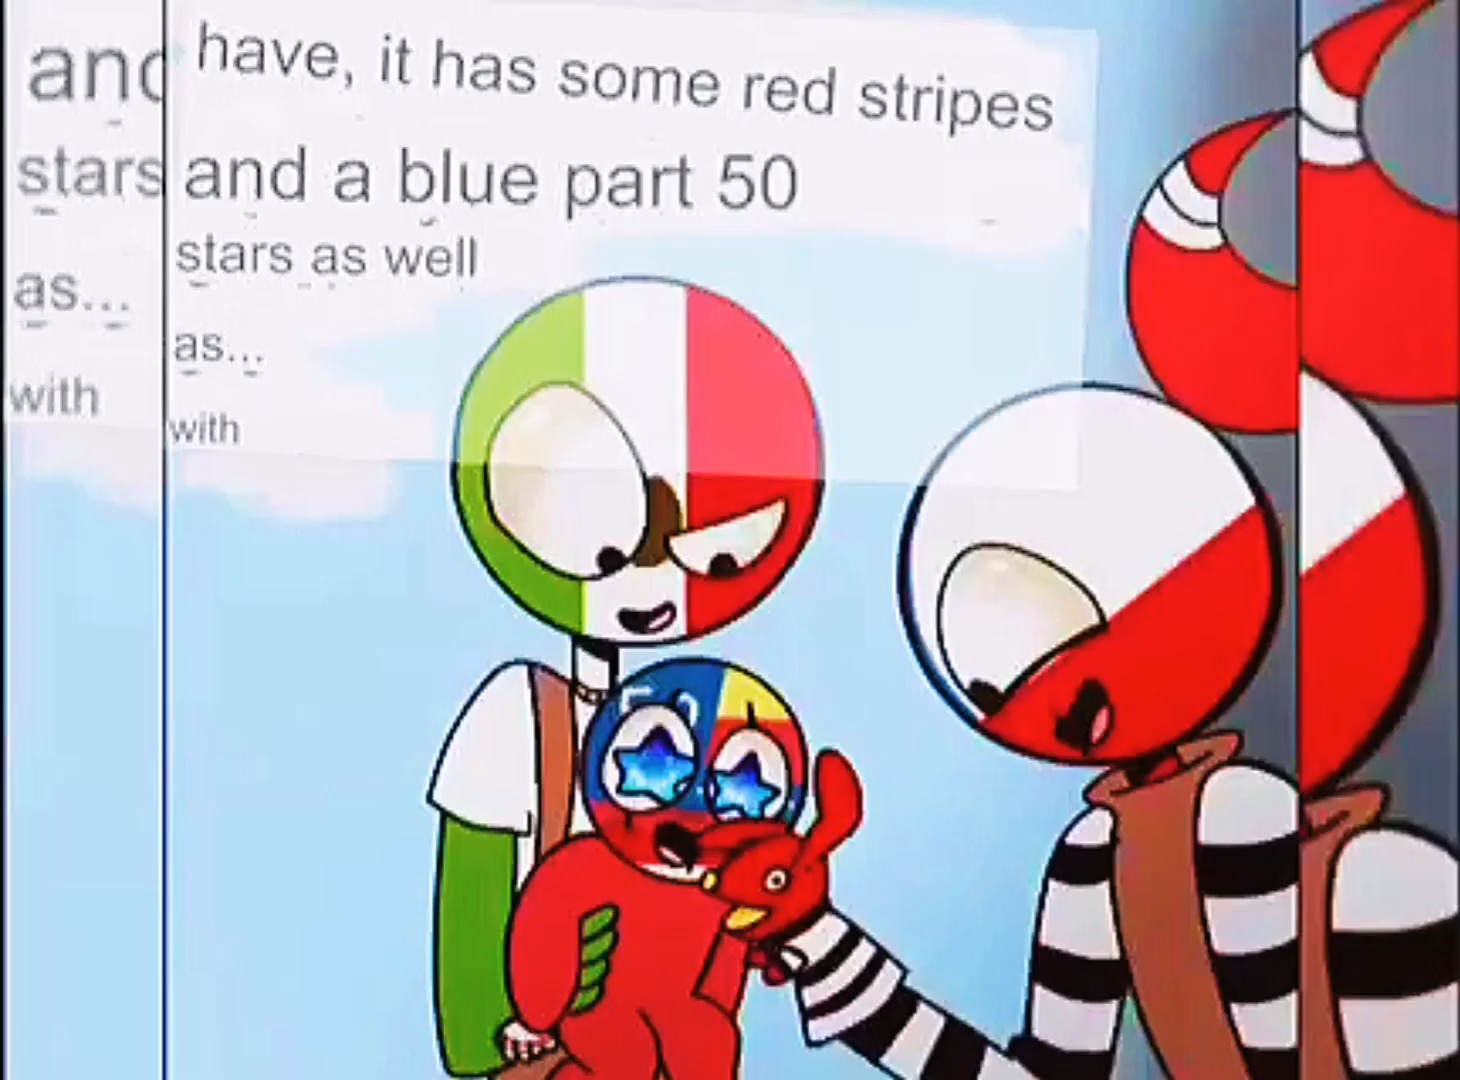 and
stars
as...
with
have, it has some red stripes
and a blue part 50
stars as well
as...
with